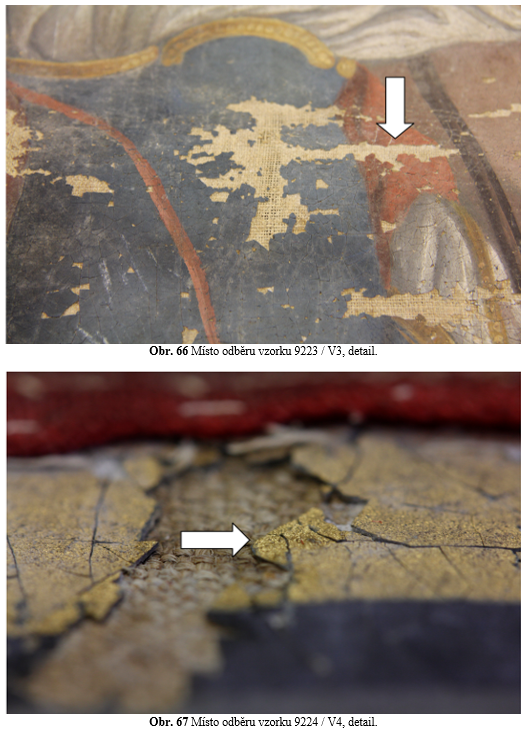 Obr. 66 Místo odběru vzorku 9223 / V3, detail.
Obr. 67 Místo odběru vzorku 9224 / V4, detail.